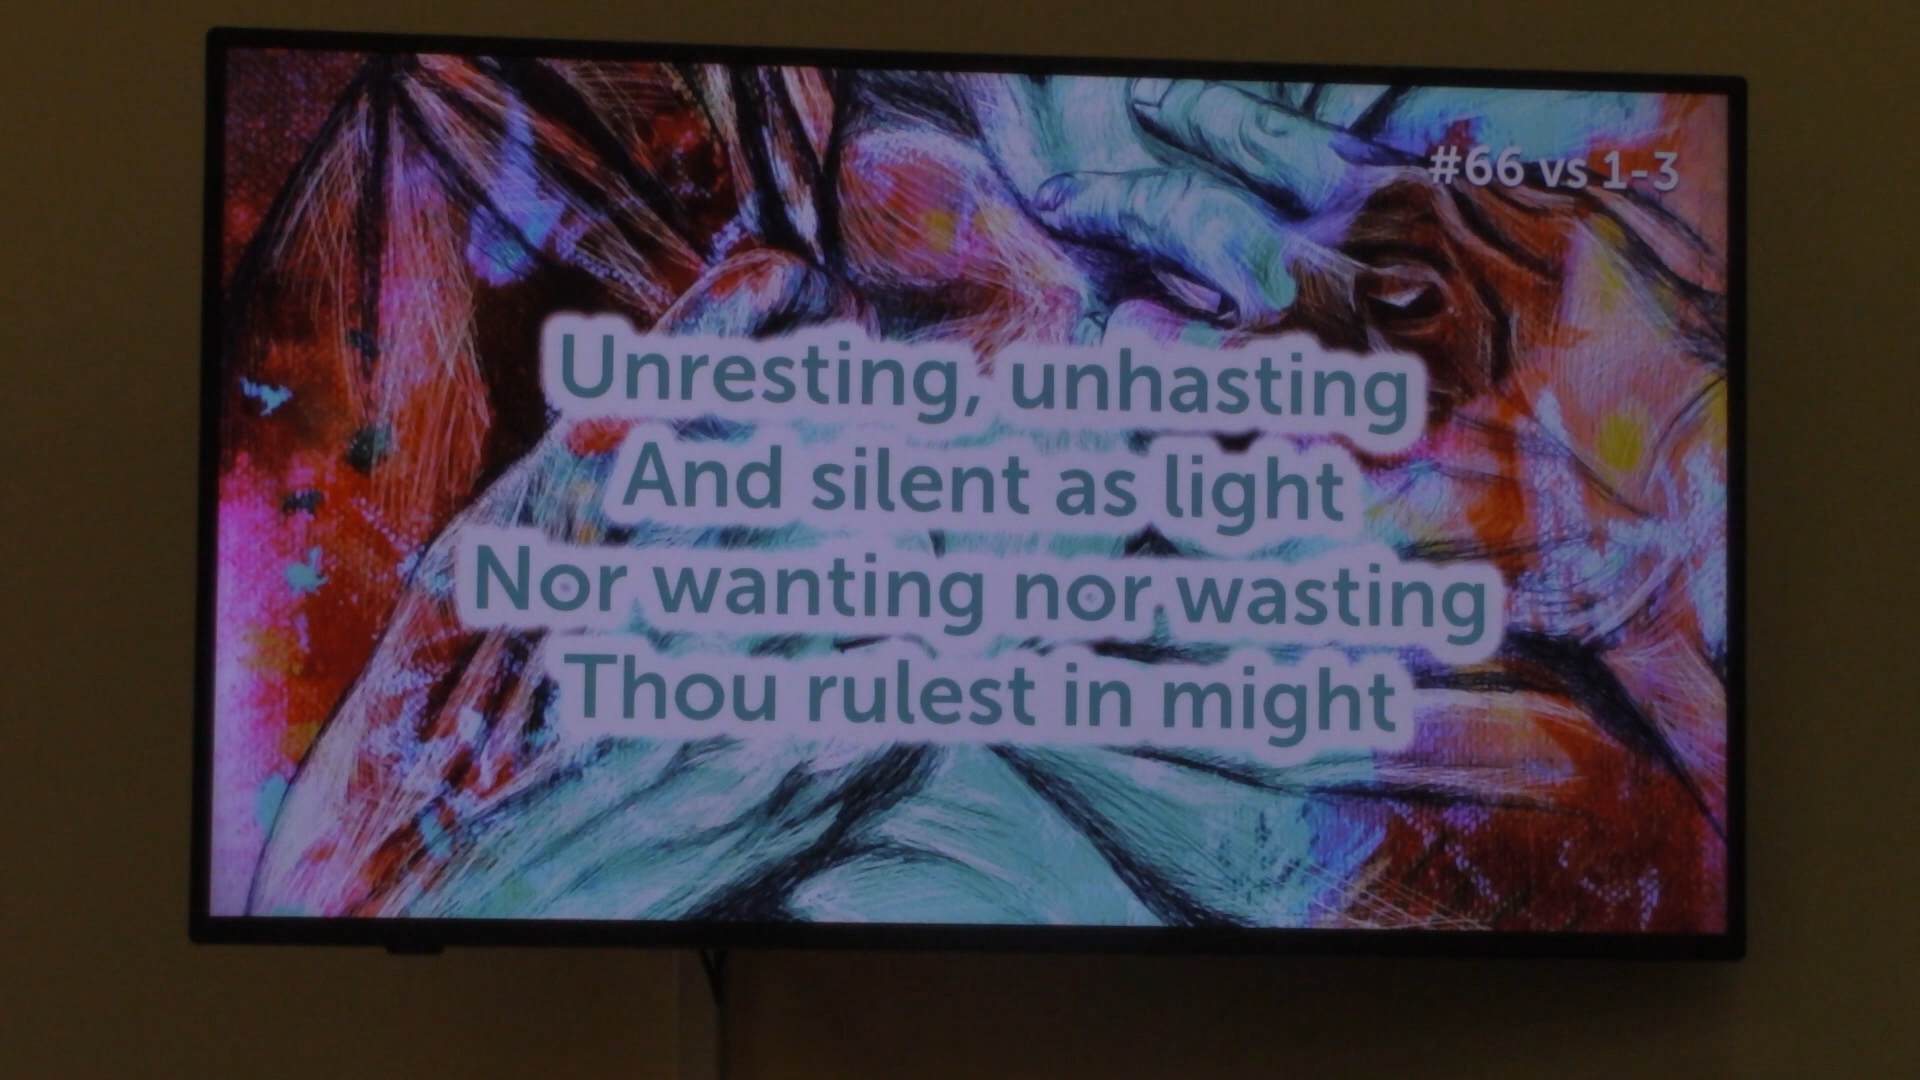 #66 vs 1-3
Unresting, unhasting
And silent as light
Nor wanting nor wasting
Thou rulest in might